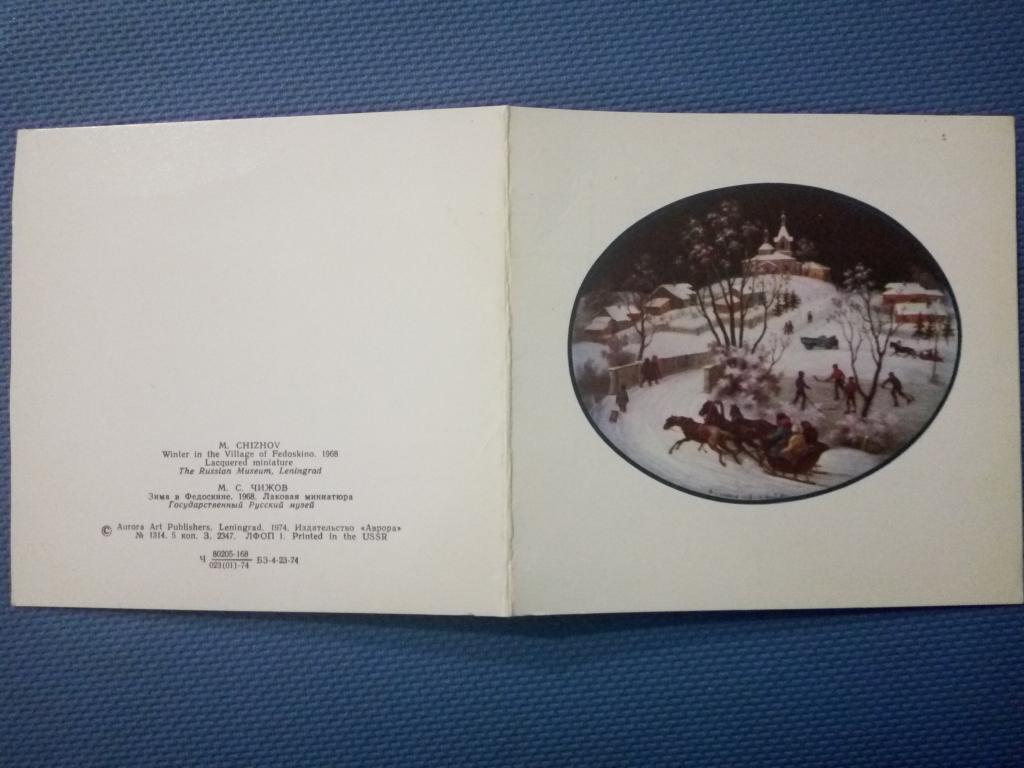 M. CHIZHOV
Winter in the Village of Fedoskino. 1968
Lacquered miniature
The Russian Museum, Leningrad
М. С. ЧИЖОВ
Зима в Федоскине. 1968. Лаковая миниатюра
Государственный Русский музей
© Aurora Art Publishers, Leningrad. 1974. Издательство «Аврора»
№ 1314. 5 коп. З. 2347. ЛФОП 1. Printed in the USSR
Ч 80205-168 БЗ-4-23-74
023(01)-74